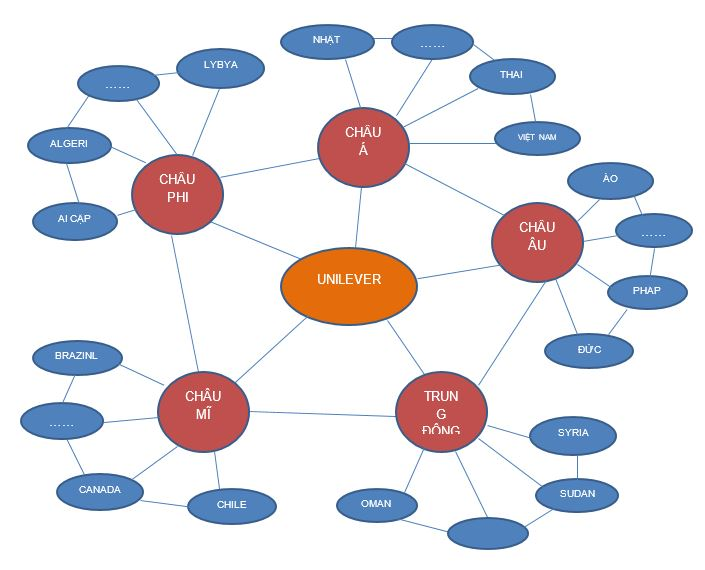 NHẬT
……
THAI
VIỆT NAM
CHÂU
Á
LYBYA
……
ALGERI
AI CẬP
CHÂU
PHI
ÀO
……
PHAP
ĐỨC
CHÂU
ÂU
UNILEVER
BRAZINL
……
CANADA
CHILE
CHÂU
MĨ
TRUN
G
ĐÔNG
SYRIA
SUDAN
OMAN